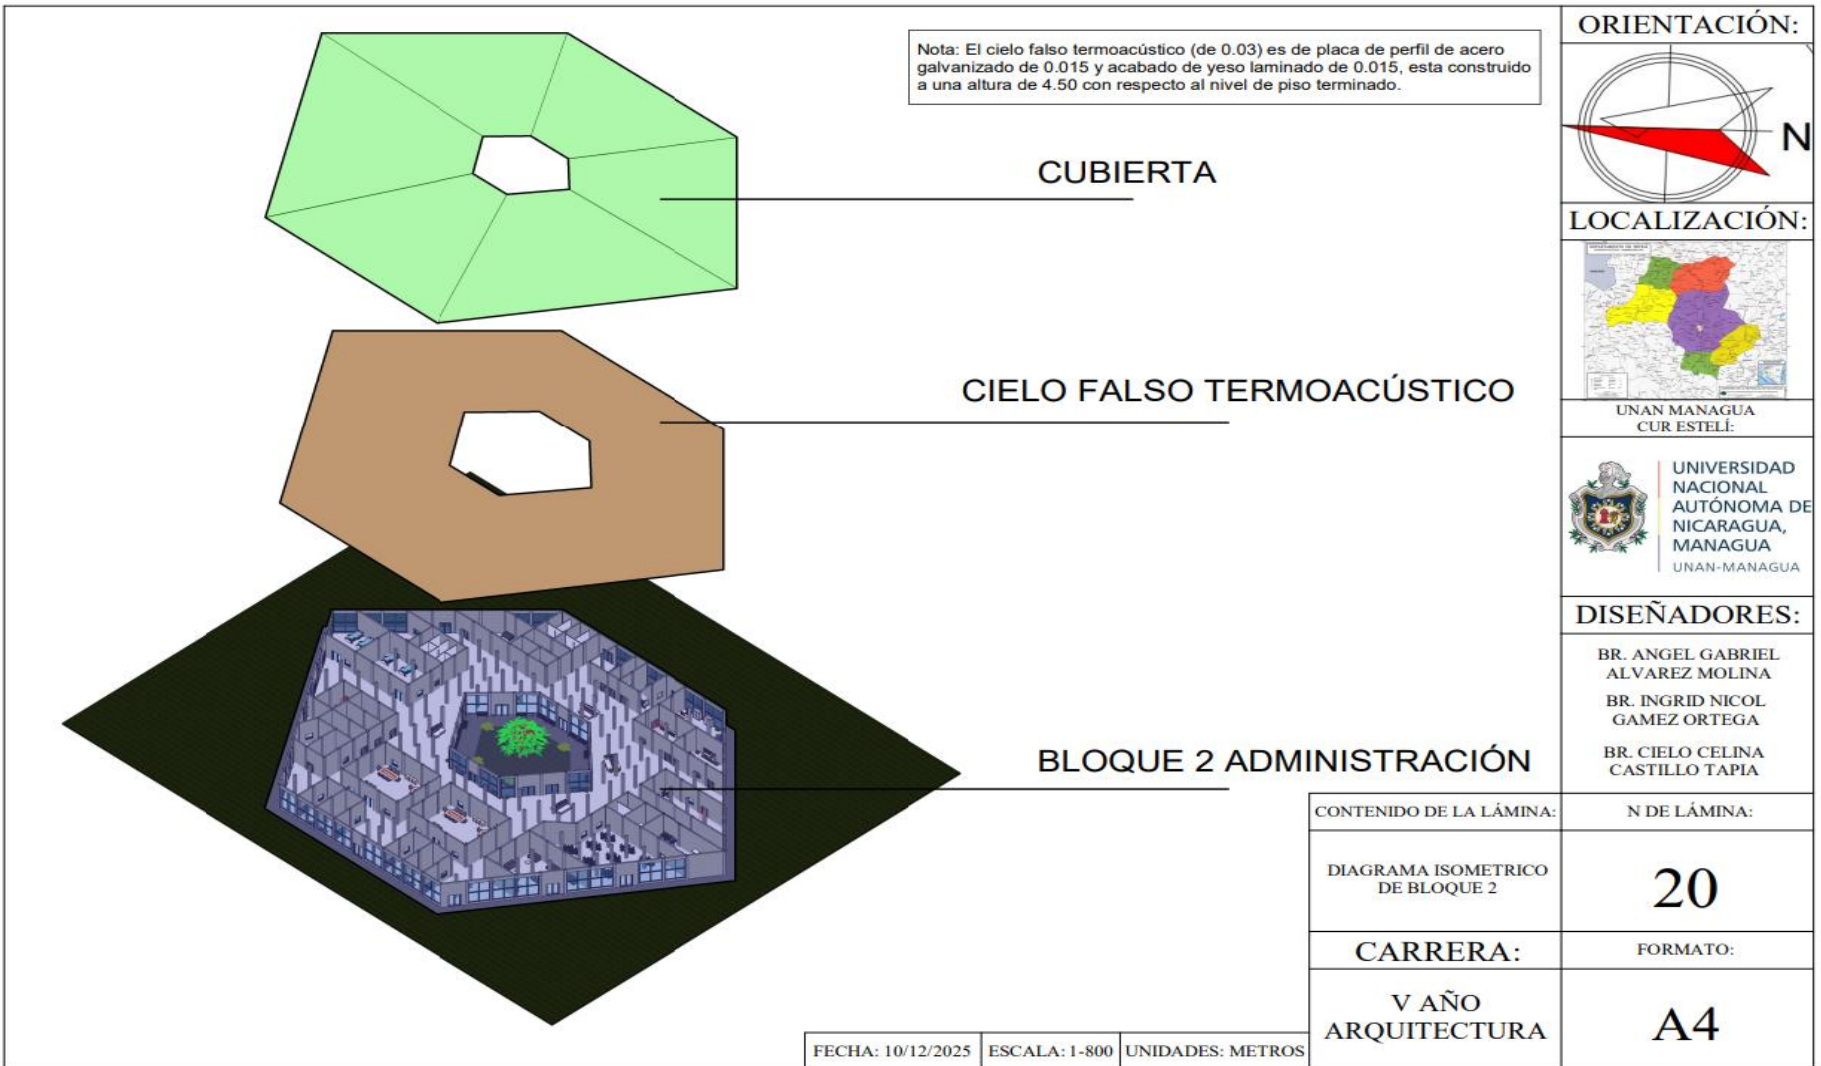 Nota: El cielo falso termoacústico (de 0.03) es de placa de perfil de acero
galvanizado de 0.015 y acabado de yeso laminado de 0.015, esta construido
a una altura de 4.50 con respecto al nivel de piso terminado.
CUBIERTA
CIELO FALSO TERMOACÚSTICO
BLOQUE 2 ADMINISTRACIÓN
ORIENTACIÓN:
N
LOCALIZACIÓN:
UNAN MANAGUA
CUR ESTELÍ:
UNIVERSIDAD
NACIONAL
AUTÓNOMA DE
NICARAGUA,
MANAGUA
UNAN-MANAGUA
DISEÑADORES:
BR. ANGEL GABRIEL
ALVAREZ MOLINA
BR. INGRID NICOL
GAMEZ ORTEGA
BR. CIELO CELINA
CASTILLO TAPIA
CONTENIDO DE LA LÁMINA:
N DE LÁMINA:
DIAGRAMA ISOMETRICO
DE BLOQUE 2
20
CARRERA:
FORMATO:
V AÑO
ARQUITECTURA
A4
FECHA: 10/12/2025
ESCALA: 1-800
UNIDADES: METROS